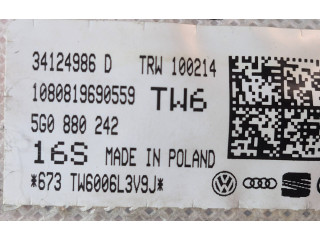 34124986 D TRW 100214
1080819690559 TW6
5G0 880 242
16S MADE IN POLAND
*673 TW6006L3V9J*